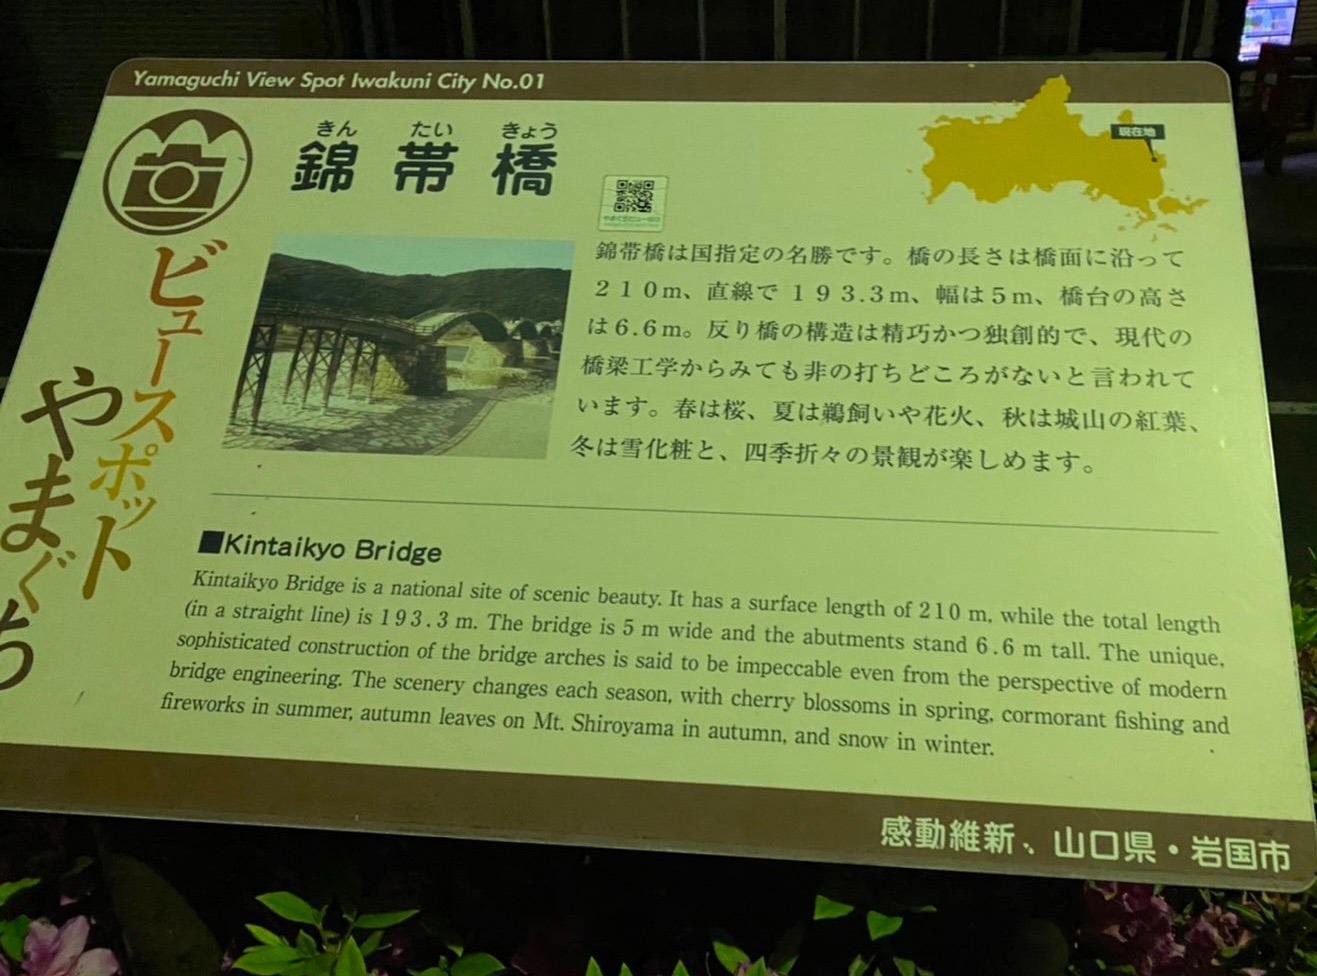 Yamaguchi View Spot Iwakuni City No.01
きん たい きょう
錦帯橋
現在地
ビュースポット
やまぐち
錦帯橋は国指定の名勝です。橋の長さは橋面に沿って
210m、直線で193.3m、幅は5m、橋台の高さ
は6.6m。反り橋の構造は精巧かつ独創的で、現代の
橋梁工学からみても非の打ちどころがないと言われて
います。春は桜、夏は鵜飼いや花火、秋は城山の紅葉、
冬は雪化粧と、四季折々の景観が楽しめます。
■Kintaikyo Bridge
Kintaikyo Bridge is a national site of scenic beauty. It has a surface length of 210 m, while the total length
(in a straight line) is 193.3 m. The bridge is 5 m wide and the abutments stand 6.6 m tall. The unique,
sophisticated construction of the bridge arches is said to be impeccable even from the perspective of modern
bridge engineering. The scenery changes each season, with cherry blossoms in spring, cormorant fishing and
fireworks in summer, autumn leaves on Mt. Shiroyama in autumn, and snow in winter.
感動維新、山口県・岩国市